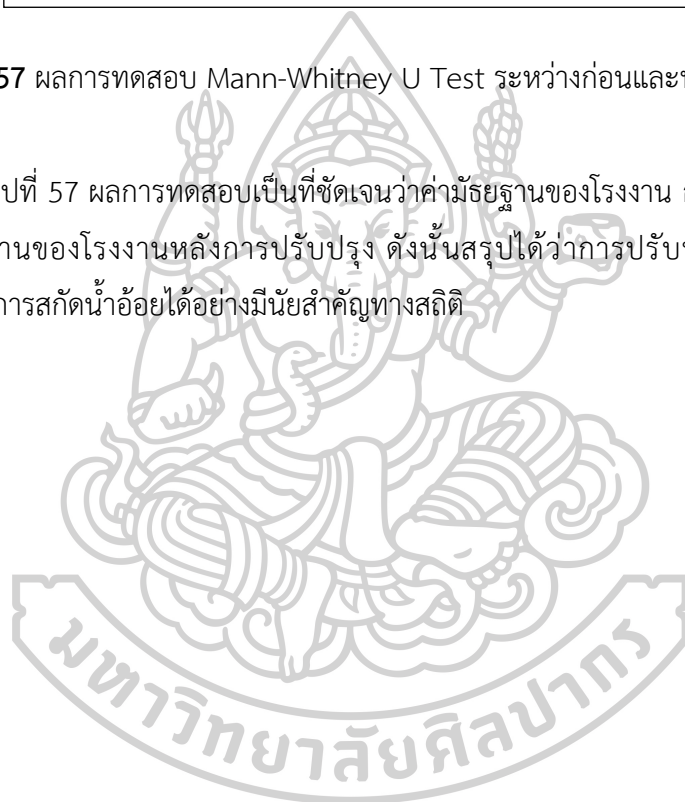 57 ผลการทดสอบ Mann-Whitney U Test ระหว่างก่อนและ
ปที่ 57 ผลการทดสอบเป็นที่ชัดเจนว่าค่ามัธยฐานของโรงงาน
านของโรงงานหลังการปรับปรุง ดังนั้นสรุปได้ว่าการปรับ
การสกัดน้ำอ้อยได้อย่างมีนัยสำคัญทางสถิติ
มหาวิทยาลัยศิลปากร